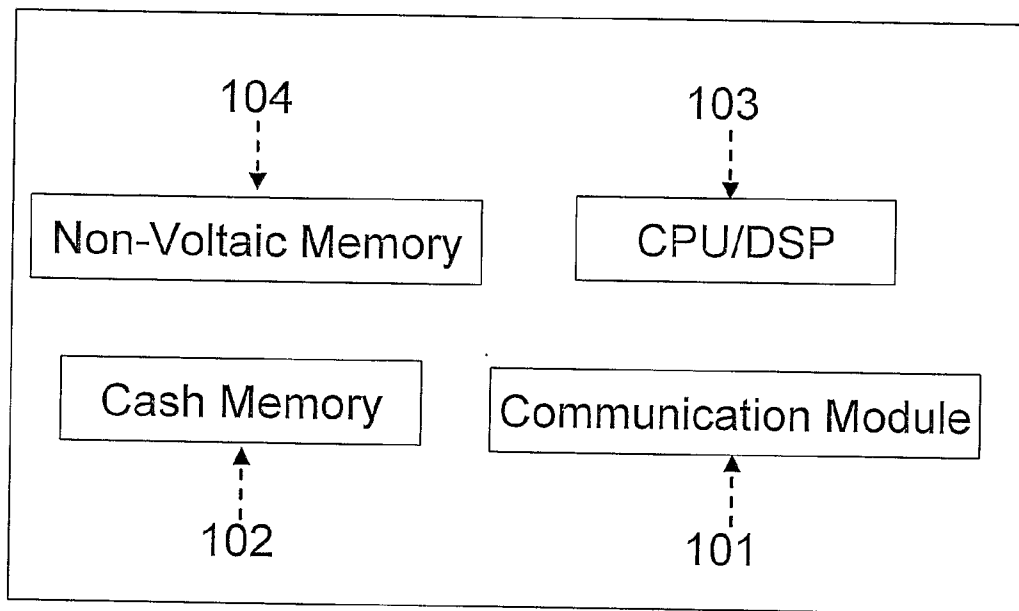 104
103
Non-Voltaic Memory
CPU/DSP
Cash Memory
Communication Module
102
101